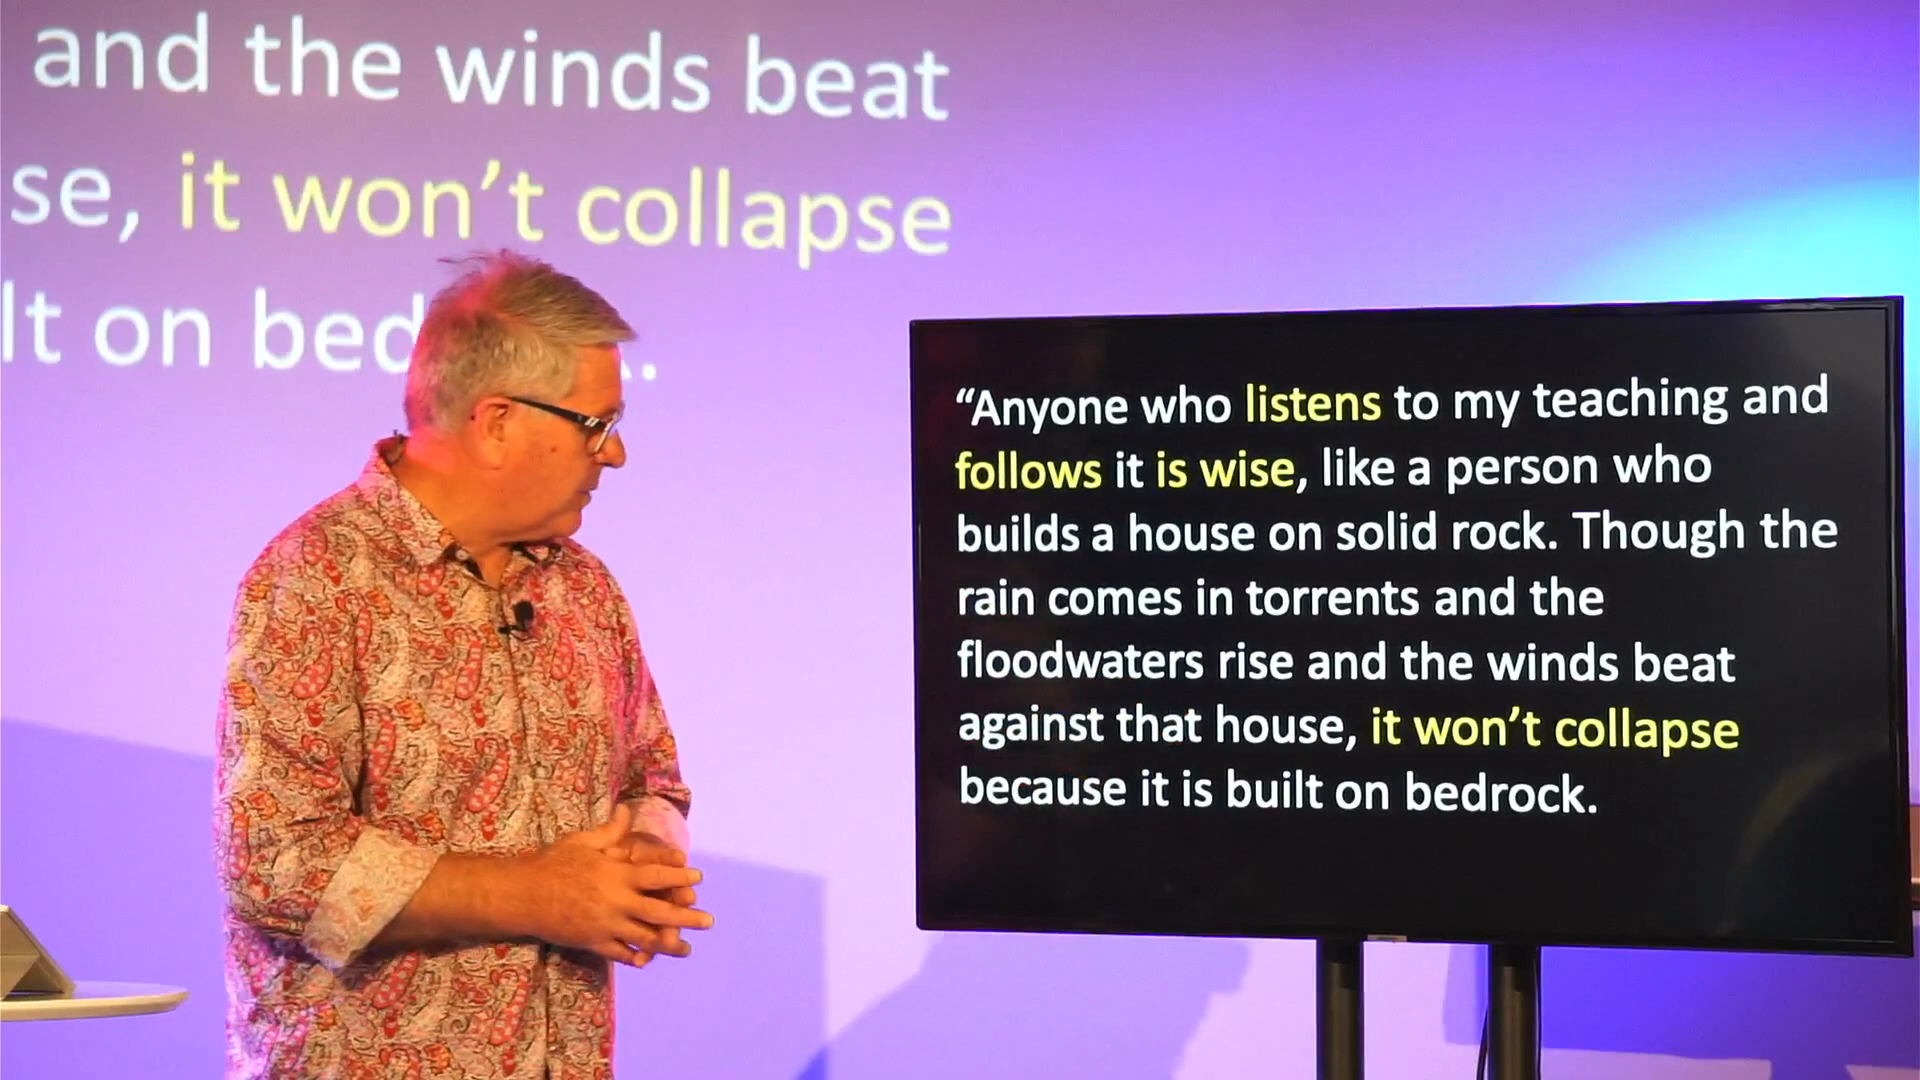 and the winds beat
se, it won’t collapse
lt on
“Anyone who listens to my teaching and
follows it is wise, like a person who
builds a house on solid rock. Though the
rain comes in torrents and the
floodwaters rise and the winds beat
against that house, it won’t collapse
because it is built on bedrock.